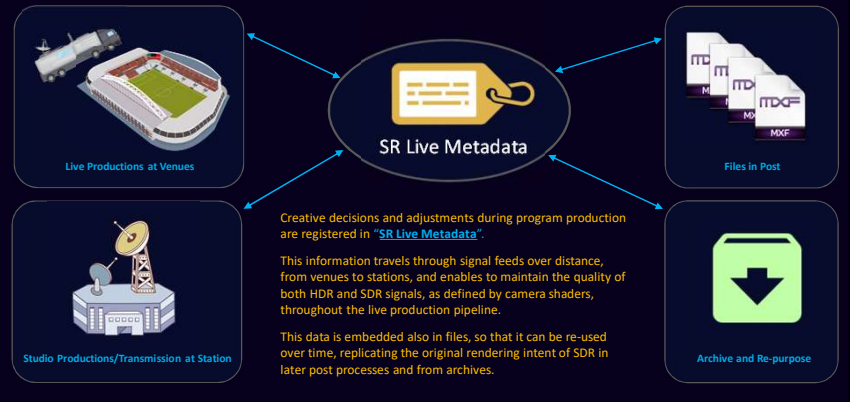 SR Live Metadata
Live Productions at Venues
mxf
mxf
mxf
mxf
MXF
Files in Post
Creative decisions and adjustments during program production
are registered in “SR Live Metadata”.
This information travels through signal feeds over distance,
from venues to stations, and enables to maintain the quality of
both HDR and SDR signals, as defined by camera shaders,
throughout the live production pipeline.
This data is embedded also in files, so that it can be re-used
over time, replicating the original rendering intent of SDR in
later post processes and from archives.
Studio Productions/Transmission at Station
Archive and Re-purpose